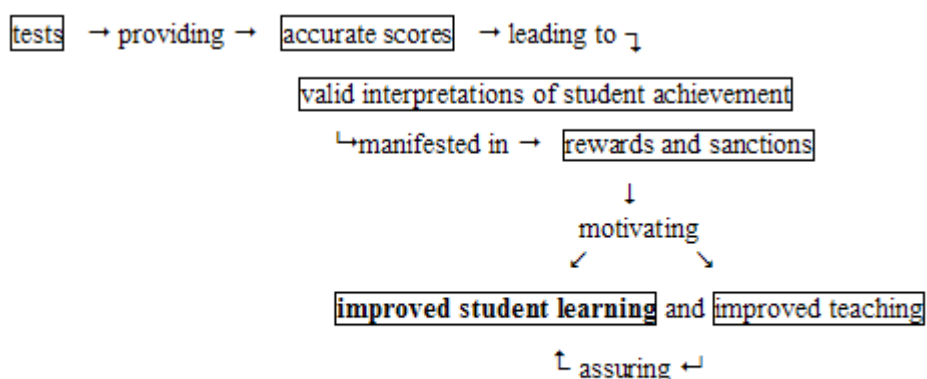 tests → providing → accurate scores → leading to ↴
valid interpretations of student achievement
↳manifested in → rewards and sanctions
↓
motivating
↙ ↘
improved student learning and improved teaching
↑ assuring ↵